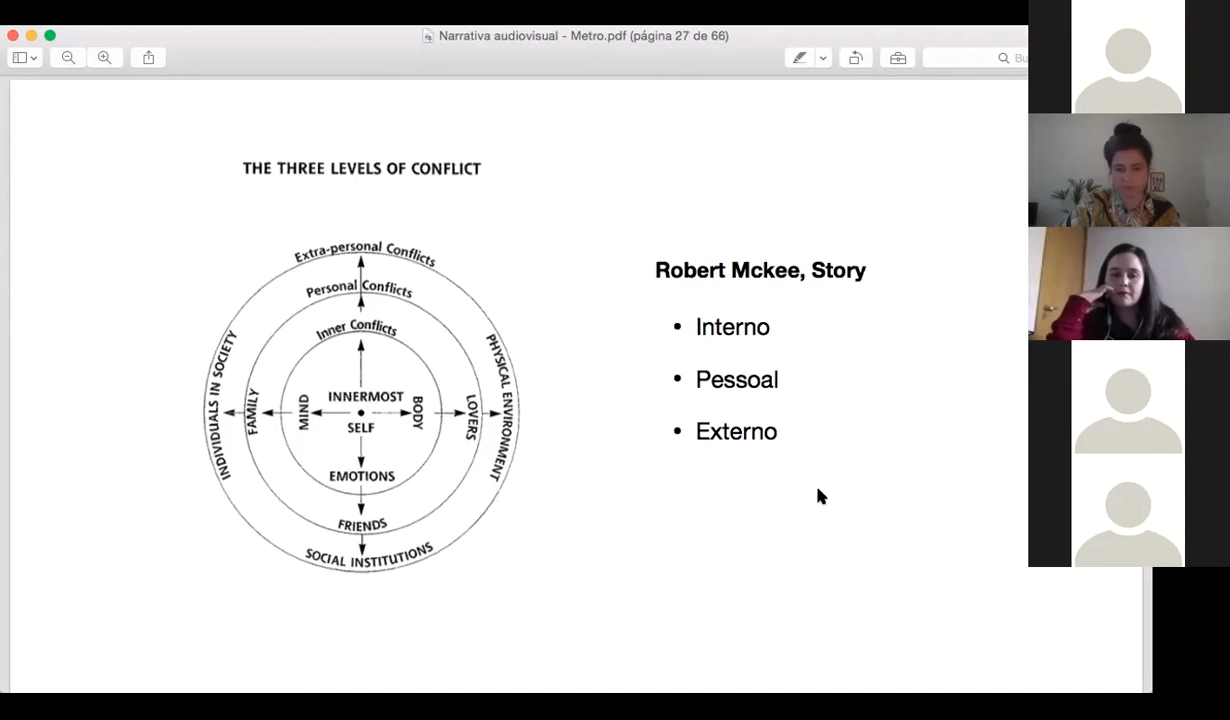 Narrativa audiovisual - Metro.pdf (página 27 de 66)
Bu
THE THREE LEVELS OF CONFLICT
Extra-personal Conflicts
Personal Conflicts
Inner Conflicts
INDIVIDUALS IN SOCIETY
FAMILY
MIND
INNERMOST
SELF
BODY
LOVERS
PHYSICAL ENVIRONMENT
EMOTIONS
FRIENDS
SOCIAL INSTITUTIONS
Robert Mckee, Story
• Interno
• Pessoal
• Externo